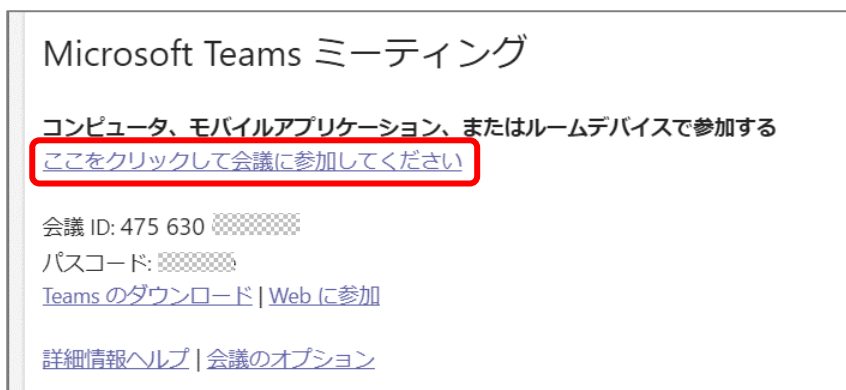 Microsoft Teams ミーティング
コンピュータ、モバイルアプリケーション、またはルームデバイスで参加する
ここをクリックして会議に参加してください
会議 ID: 475 630
パスコード:
Teams のダウンロード | Web に参加
詳細情報ヘルプ | 会議のオプション